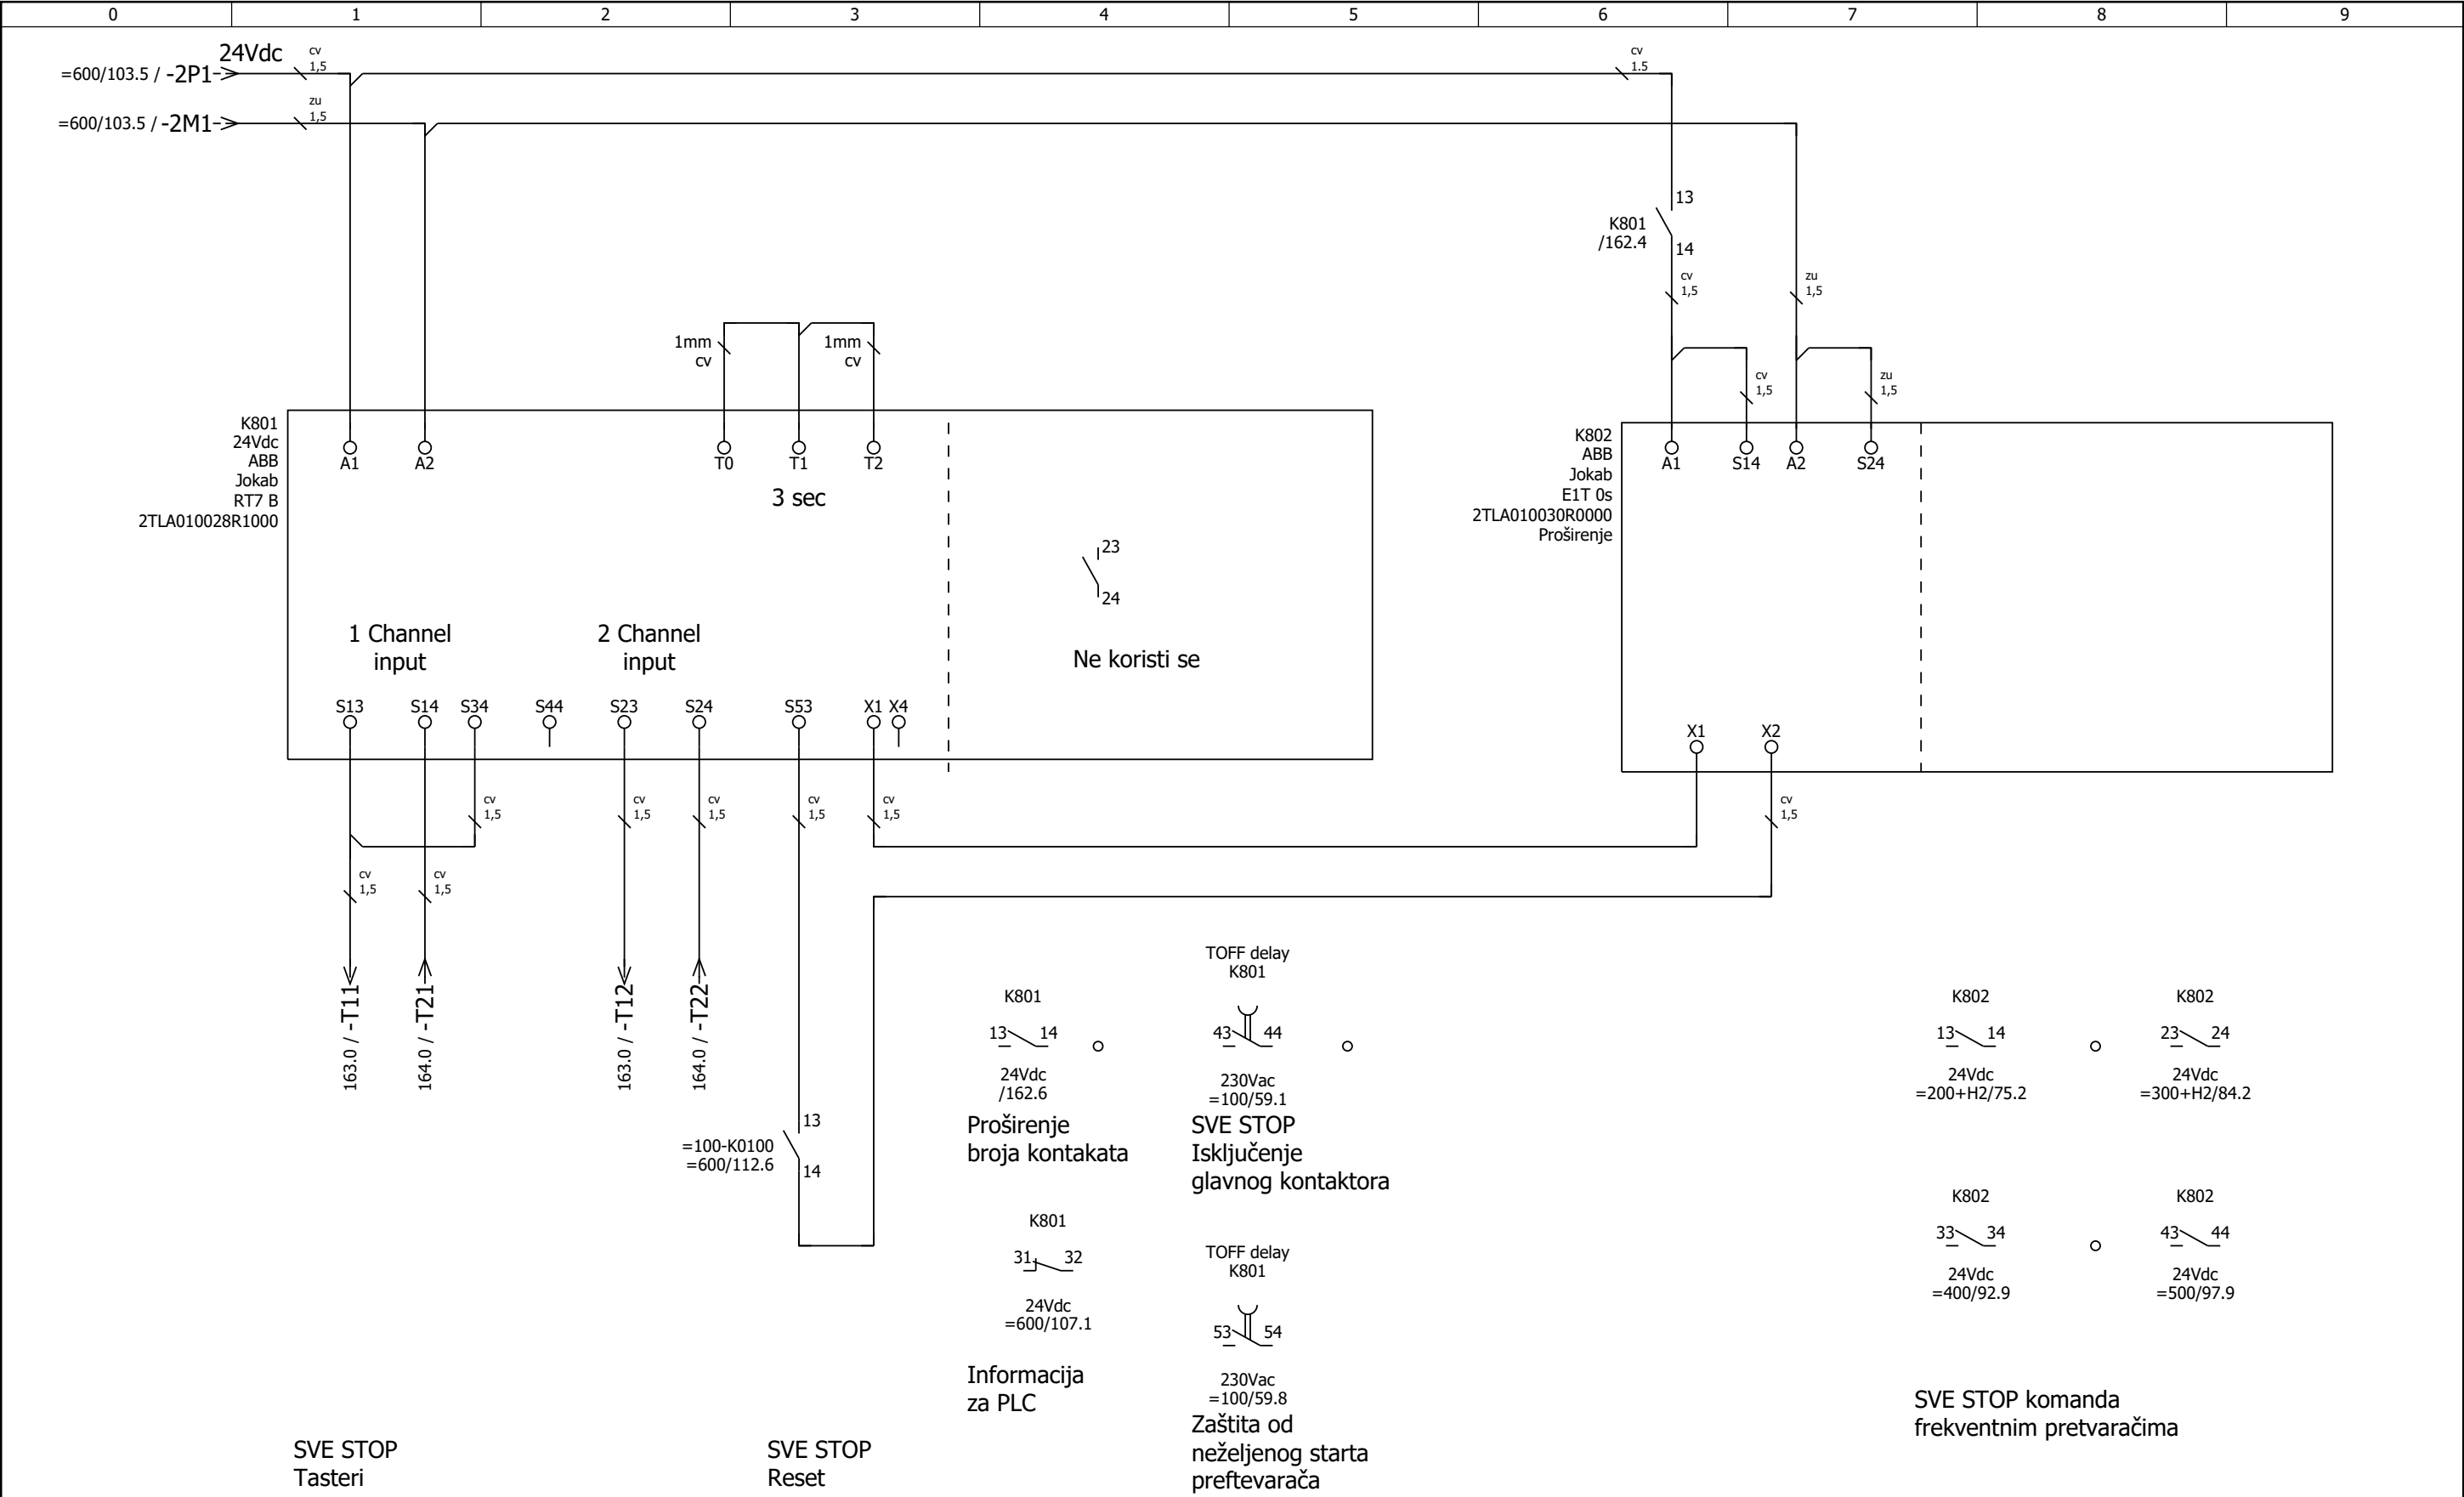 0 1 2 3 4 5 6 7 8 9
24Vdc
=600/103.5 / -2P1
cv
1,5
cv
1.5
=600/103.5 / -2M1
zu
1,5
K801
/162.4
13
14
cv
1,5
zu
1,5
1mm
cv
1mm
cv
cv
1,5
zu
1,5
K801
24Vdc
ABB
Jokab
RT7 B
2TLA010028R1000
A1 A2 T0 T1 T2
3 sec
K802
ABB
Jokab
E1T 0s
2TLA010030R0000
Proširenje
A1 S14 A2 S24
23
24
1 Channel
input
2 Channel
input
Ne koristi se
S13 S14 S34 S44 S23 S24 S53 X1 X4
X1 X2
cv
1,5
cv
1,5
cv
1,5
cv
1,5
cv
1,5
cv
1,5
cv
1,5
cv
1,5
163.0 / -T11
164.0 / -T21
163.0 / -T12
164.0 / -T22
=100-K0100
=600/112.6
13
14
K801
13 14
24Vdc
/162.6
Proširenje
broja kontakata
TOFF delay
K801
43 44
230Vac
=100/59.1
SVE STOP
Isključenje
glavnog kontaktora
K802
13 14
24Vdc
=200+H2/75.2
K802
23 24
24Vdc
=300+H2/84.2
K801
31 32
24Vdc
=600/107.1
Informacija
za PLC
TOFF delay
K801
53 54
230Vac
=100/59.8
Zaštita od
neželjenog starta
preftevarača
K802
33 34
24Vdc
=400/92.9
K802
43 44
24Vdc
=500/97.9
SVE STOP komanda
frekventnim pretvaračima
SVE STOP
Tasteri
SVE STOP
Reset